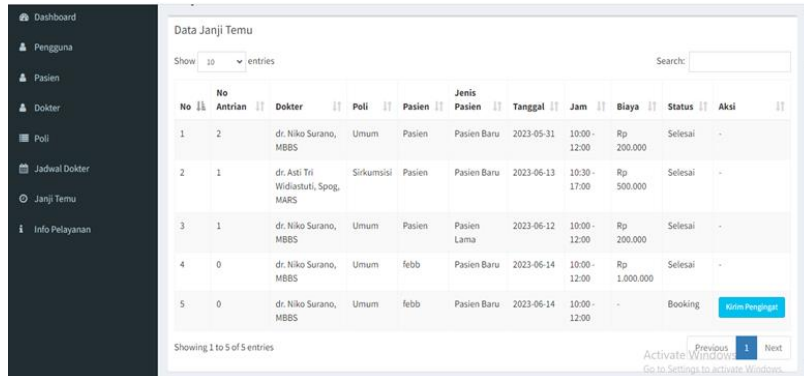 Dashboard
Pengguna
Pasien
Dokter
Poli
Jadwal Dokter
Janji Temu
Info Pelayanan
Data Janji Temu
Show 10 entries
Search:
No No Antrian Dokter Poli Pasien Jenis Pasien Tanggal Jam Biaya Status Aksi
1 2 dr. Niko Surano, MBBS Umum Pasien Pasien Baru 2023-05-31 10:00 - 12:00 Rp 200.000 Selesai -
2 1 dr. Asti Tri Widiastuti, Spog, MARS Sirkumsisi Pasien Pasien Baru 2023-06-13 10:30 - 17:00 Rp 500.000 Selesai -
3 1 dr. Niko Surano, MBBS Umum Pasien Pasien Lama 2023-06-12 10:00 - 12:00 Rp 200.000 Selesai -
4 0 dr. Niko Surano, MBBS Umum febb Pasien Baru 2023-06-14 10:00 - 12:00 Rp 1.000.000 Selesai -
5 0 dr. Niko Surano, MBBS Umum febb Pasien Baru 2023-06-14 10:00 - 12:00 - Booking Kirim Pengingat
Showing 1 to 5 of 5 entries
Previous 1 Next
Activate Windows
Go to Settings to activate Windows.